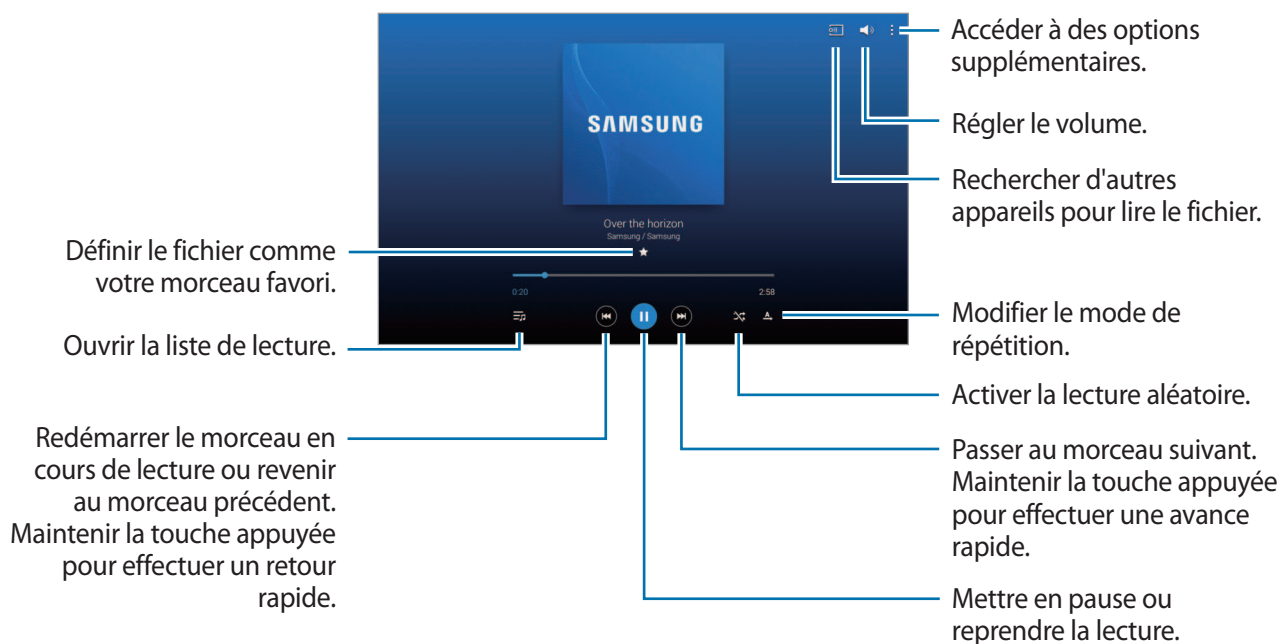 Accéder à des options
supplémentaires.
Régler le volume.
Rechercher d'autres
appareils pour lire le fichier.
SAMSUNG
Over the horizon
Samsung / Samsung
Définir le fichier comme
votre morceau favori.
0:20
2:58
Ouvrir la liste de lecture.
Modifier le mode de
répétition.
Activer la lecture aléatoire.
Redémarrer le morceau en
cours de lecture ou revenir
au morceau précédent.
Maintenir la touche appuyée
pour effectuer un retour
rapide.
Passer au morceau suivant.
Maintenir la touche appuyée
pour effectuer une avance
rapide.
Mettre en pause ou
reprendre la lecture.